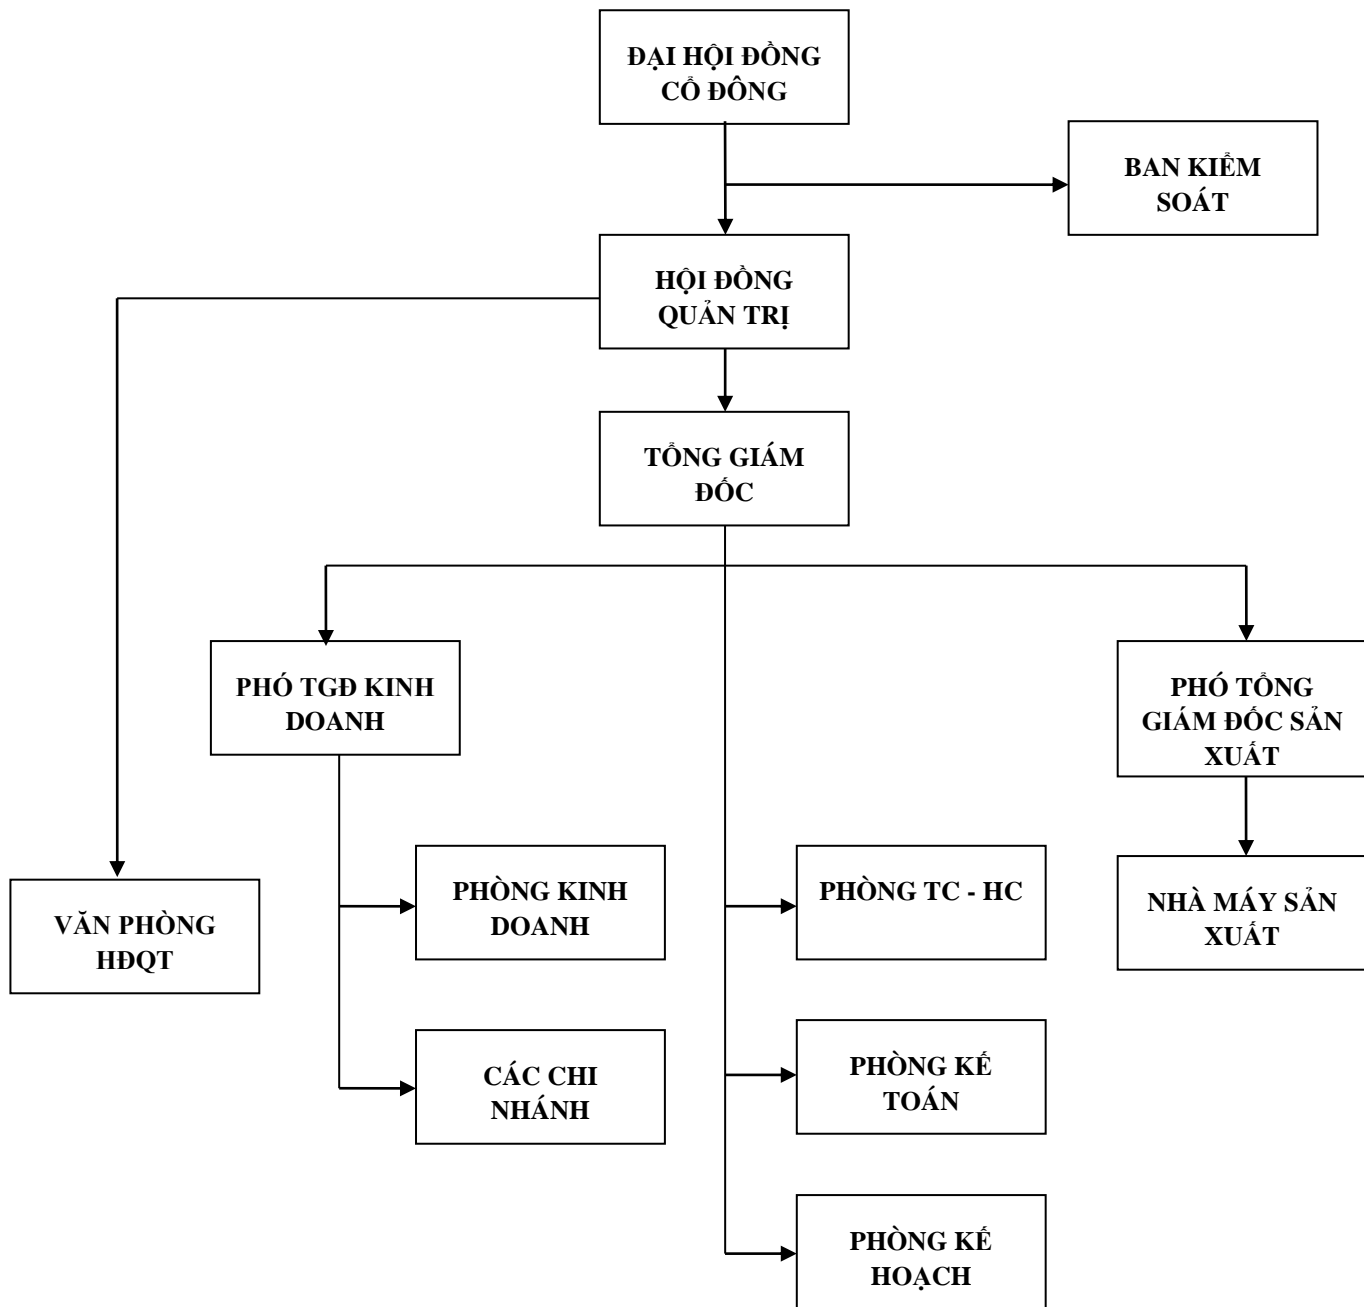 ĐẠI HỘI ĐỒNG
CỔ ĐÔNG
BAN KIỂM
SOÁT
HỘI ĐỒNG
QUẢN TRỊ
TỔNG GIÁM
ĐỐC
PHÓ TGĐ KINH
DOANH
PHÓ TỔNG
GIÁM ĐỐC SẢN
XUẤT
VĂN PHÒNG
HĐQT
PHÒNG KINH
DOANH
PHÒNG TC - HC
NHÀ MÁY SẢN
XUẤT
CÁC CHI
NHÁNH
PHÒNG KẾ
TOÁN
PHÒNG KẾ
HOẠCH